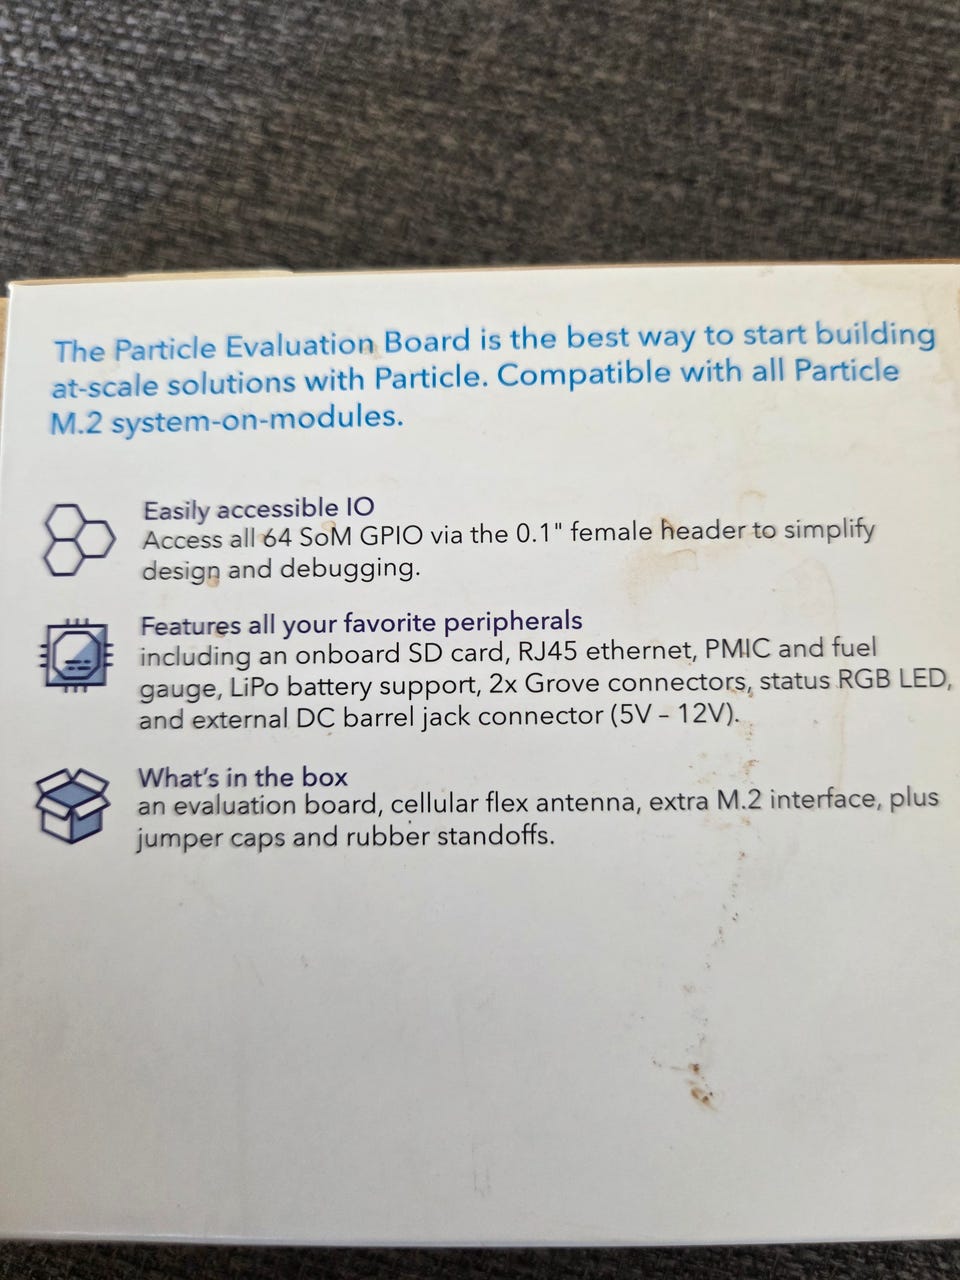 The Particle Evaluation Board is the best way to start building
at-scale solutions with Particle. Compatible with all Particle
M.2 system-on-modules.
Easily accessible IO
Access all 64 SoM GPIO via the 0.1" female header to simplify
design and debugging.
Features all your favorite peripherals
including an onboard SD card, RJ45 ethernet, PMIC and fuel
gauge, LiPo battery support, 2x Grove connectors, status RGB LED,
and external DC barrel jack connector (5V – 12V).
What's in the box
an evaluation board, cellular flex antenna, extra M.2 interface, plus
jumper caps and rubber standoffs.